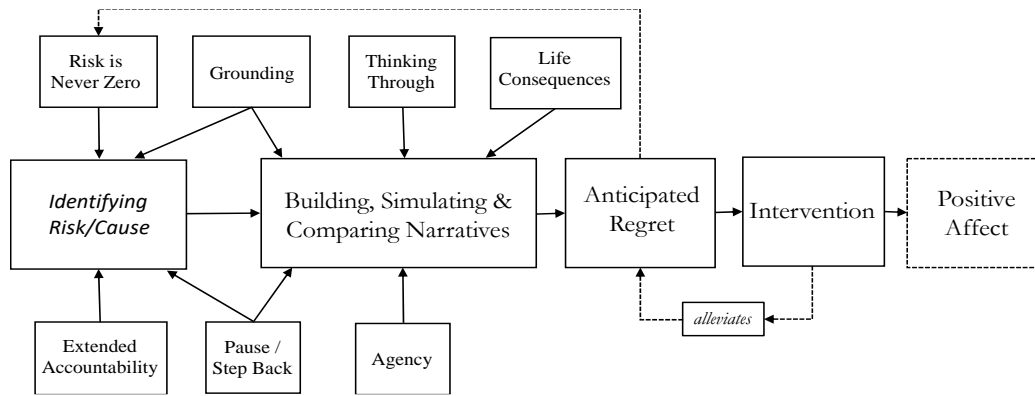 Risk is
Never Zero
Grounding
Thinking
Through
Life
Consequences
Identifying
Risk/Cause
Building, Simulating &
Comparing Narratives
Anticipated
Regret
Intervention
Positive
Affect
alleviates
Extended
Accountability
Pause /
Step Back
Agency